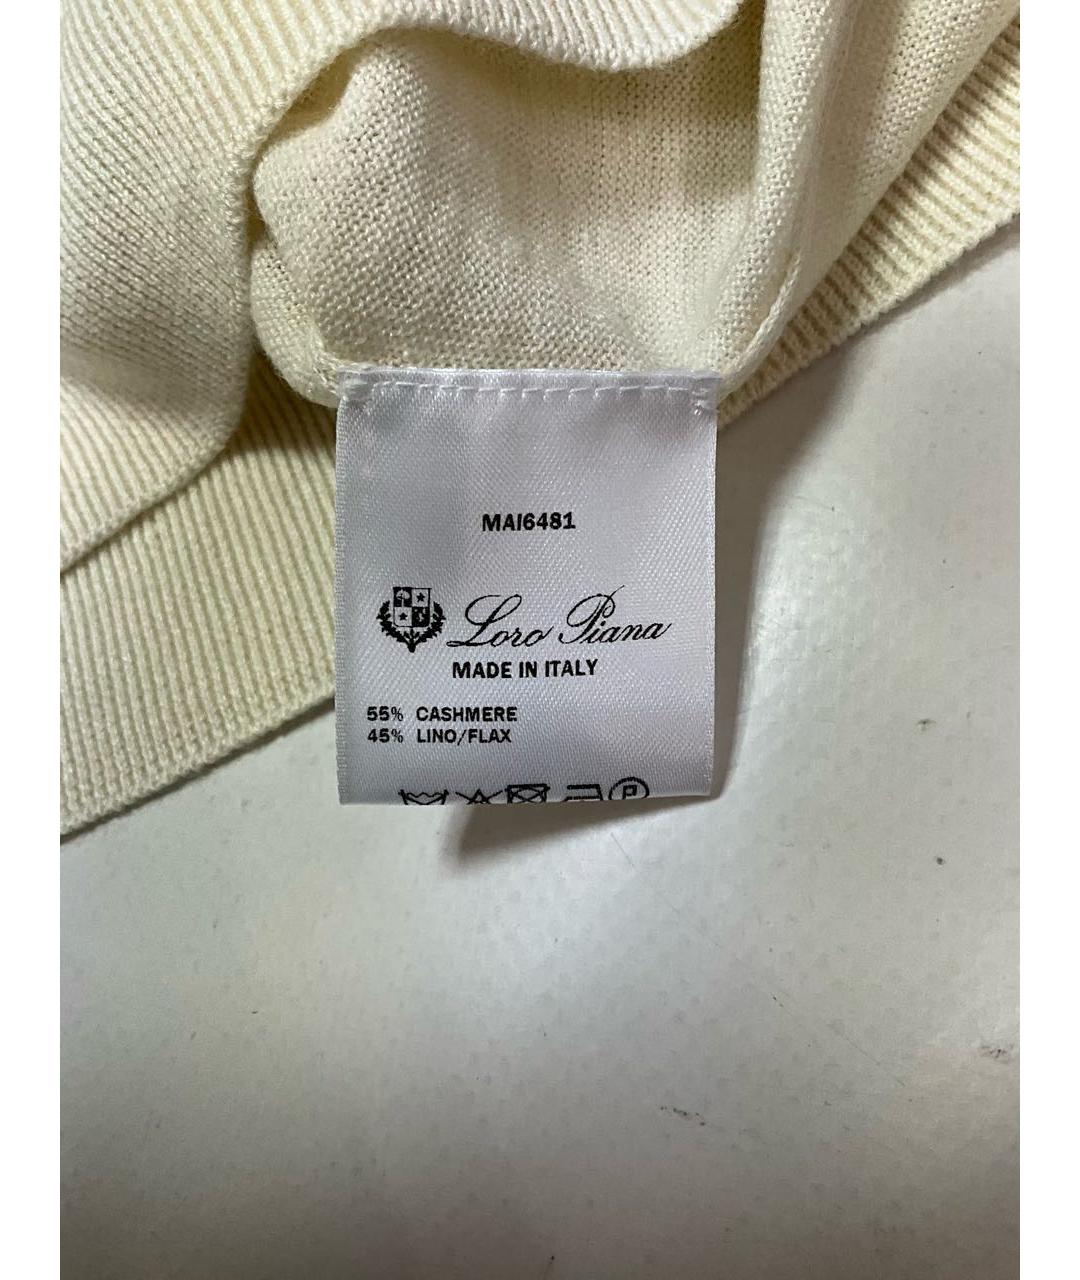 MAI6481
Loro Piana
MADE IN ITALY
55% CASHMERE
45% LINO/FLAX
P